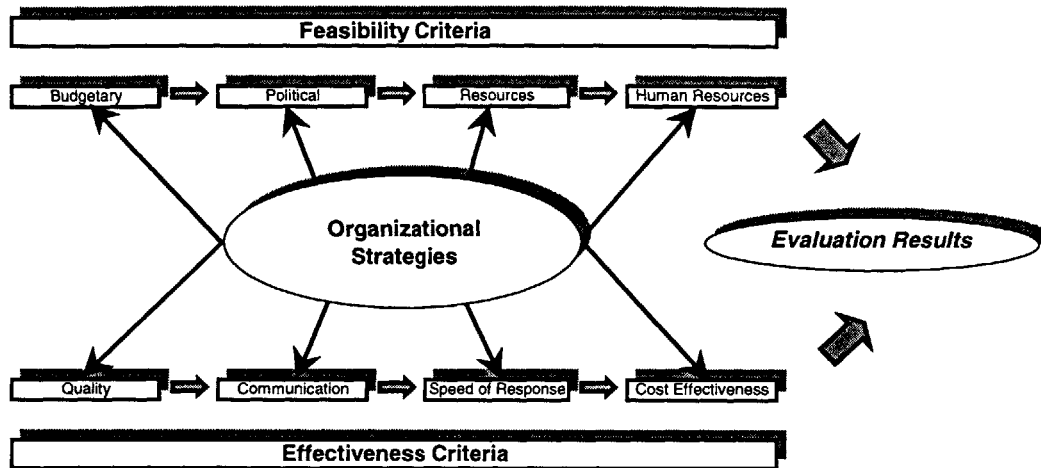 Feasibility Criteria
Budgetary
Political
Resources
Human Resources
Organizational
Strategies
Evaluation Results
Quality
Communication
Speed of Response
Cost Effectiveness
Effectiveness Criteria